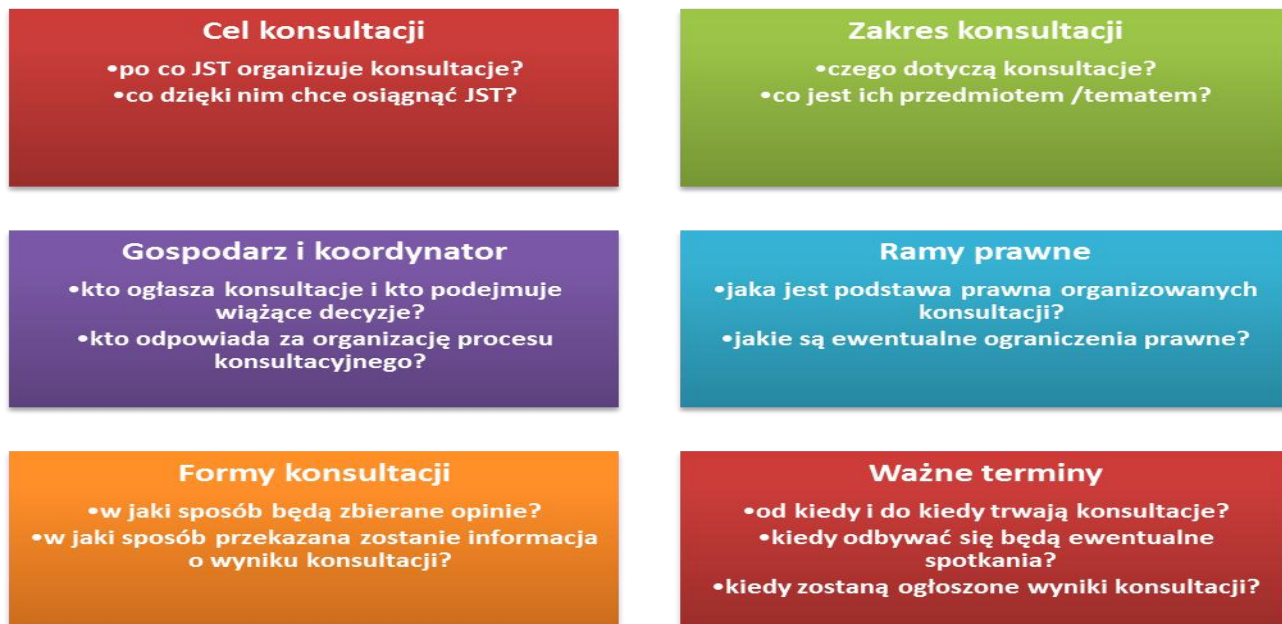 Cel konsultacji
•po co JST organizuje konsultacje?
•co dzięki nim chce osiągnąć JST?
Zakres konsultacji
•czego dotyczą konsultacje?
•co jest ich przedmiotem /tematem?
Gospodarz i koordynator
•kto ogłasza konsultacje i kto podejmuje
wiążące decyzje?
•kto odpowiada za organizację procesu
konsultacyjnego?
Ramy prawne
•jaka jest podstawa prawna organizowanych
konsultacji?
•jakie są ewentualne ograniczenia prawne?
Formy konsultacji
•w jaki sposób będą zbierane opinie?
•w jaki sposób przekazana zostanie informacja
o wyniku konsultacji?
Ważne terminy
•od kiedy i do kiedy trwają konsultacje?
•kiedy odbywać się będą ewentualne
spotkania?
•kiedy zostaną ogłoszone wyniki konsultacji?